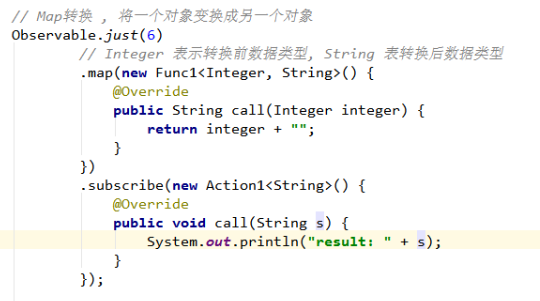 // Map转换 , 将一个对象变换成另一个对象
Observable.just(6)
// Integer 表示转换前数据类型, String 表转换后数据类型
.map(new Func1<Integer, String>() {
@Override
public String call(Integer integer) {
return integer + "";
}
})
.subscribe(new Action1<String>() {
@Override
public void call(String s) {
System.out.println("result: " + s);
}
});